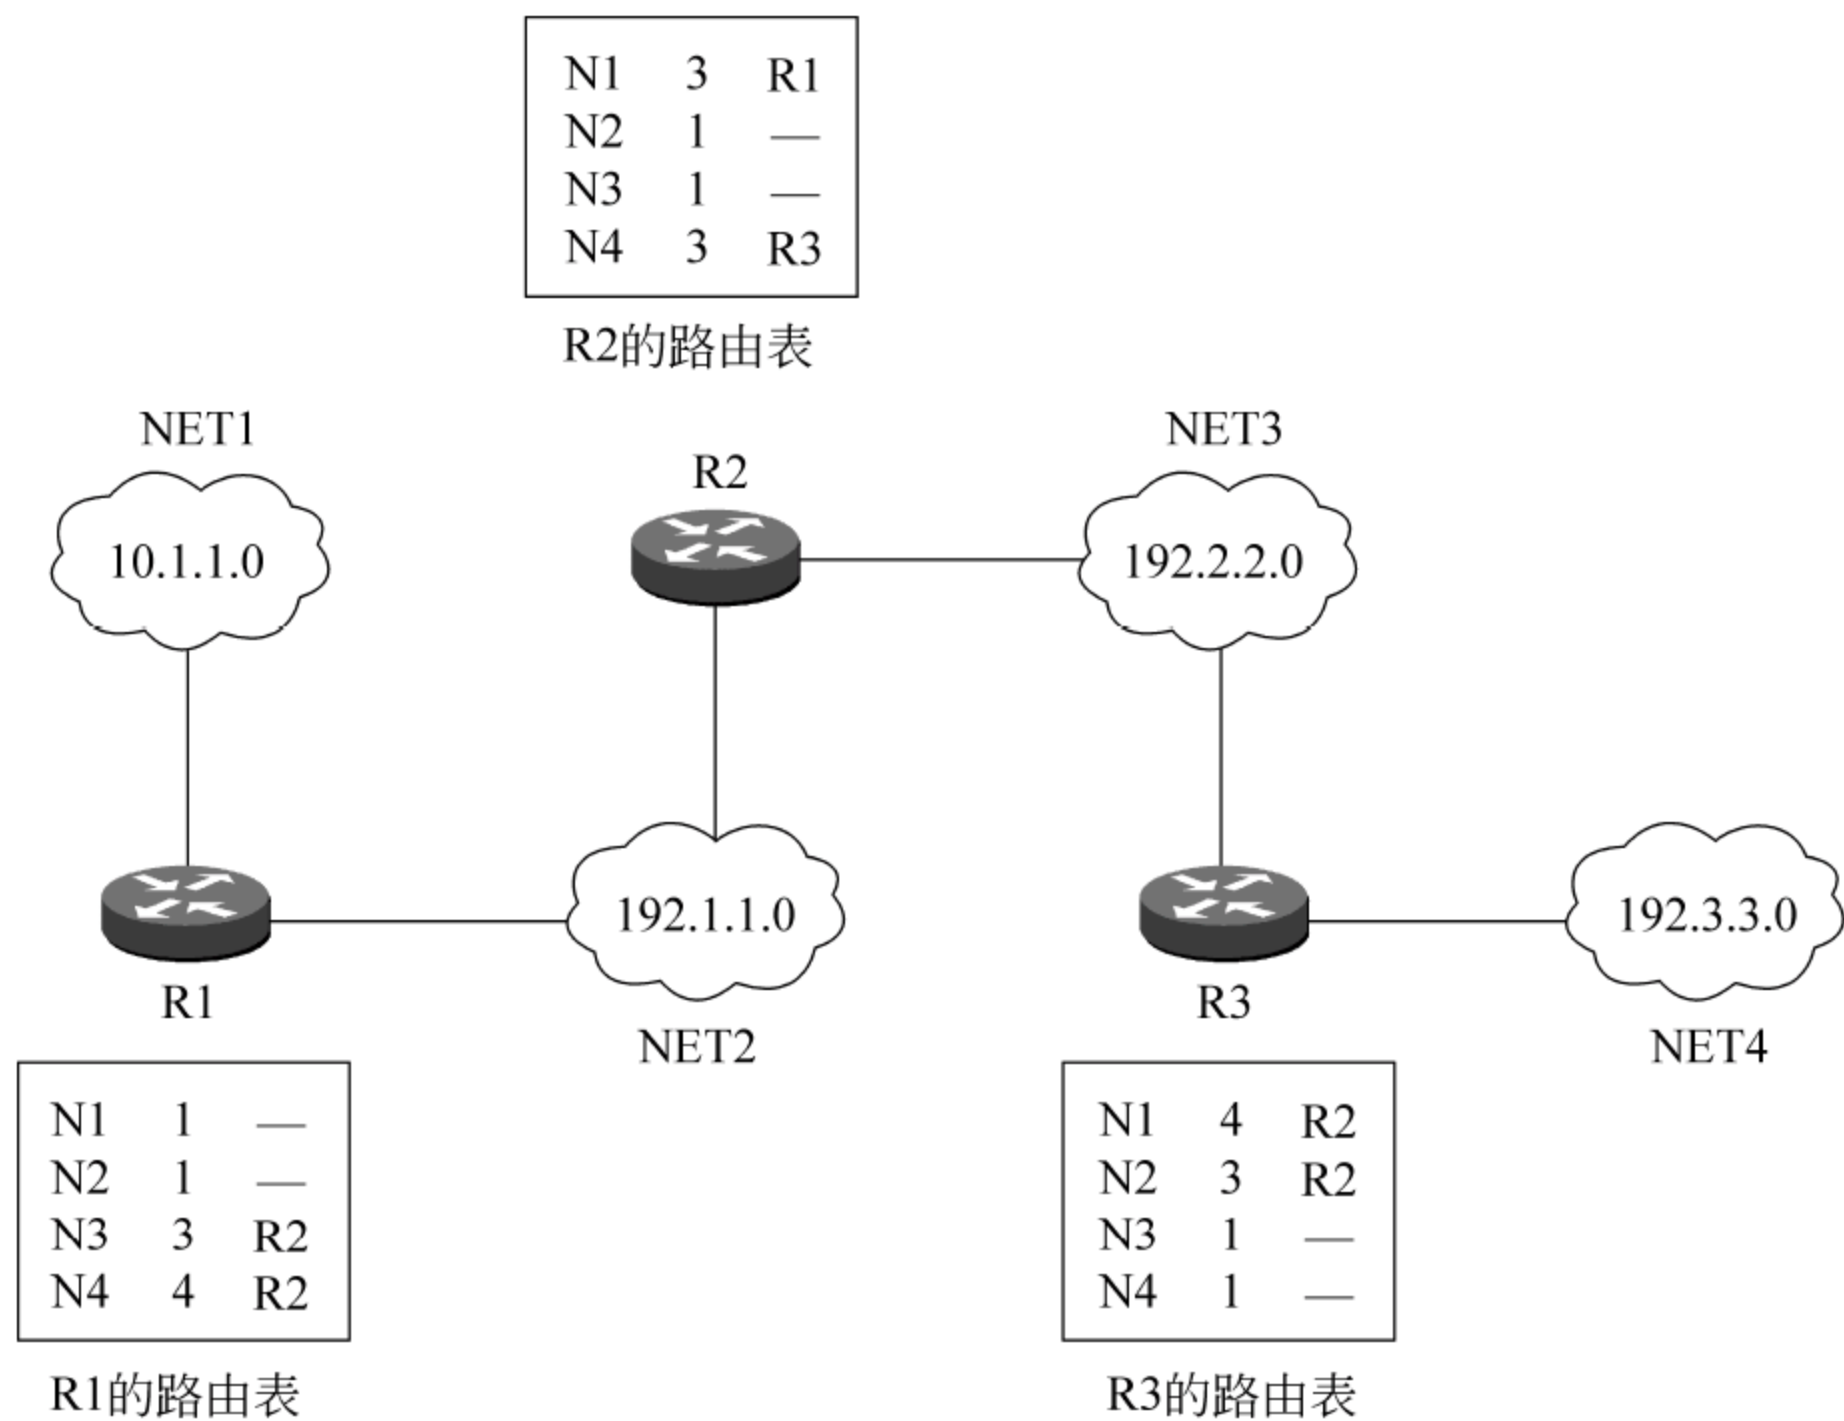 N1 3 R1
N2 1 —
N3 1 —
N4 3 R3
R2的路由表
NET1
NET3
R2
10.1.1.0
192.2.2.0
192.1.1.0
192.3.3.0
R1
R3
NET2
NET4
N1 1 —
N2 1 —
N3 3 R2
N4 4 R2
R1的路由表
N1 4 R2
N2 3 R2
N3 1 —
N4 1 —
R3的路由表